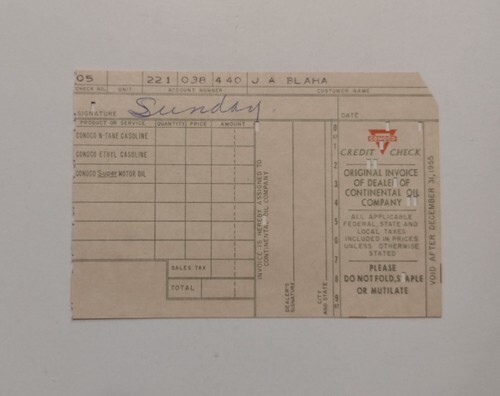 05 221 038 440 J A BLAHA
CHECK NO. UNIT ACCOUNT NUMBER CUSTOMER NAME
SIGNATURE Sunday DATE
PRODUCT OR SERVICE QUANTITY PRICE AMOUNT
CONOCO N-TANE GASOLINE
CONOCO ETHYL GASOLINE
CONOCO Super MOTOR OIL
SALES TAX
TOTAL
INVOICE IS HEREBY ASSIGNED TO
CONTINENTAL OIL COMPANY
DEALER'S
SIGNATURE
CITY
AND STATE
CONOCO
CREDIT CHECK
ORIGINAL INVOICE
OF DEALER OF
CONTINENTAL OIL
COMPANY
ALL APPLICABLE
FEDERAL, STATE AND
LOCAL TAXES
INCLUDED IN PRICES
UNLESS OTHERWISE
STATED
PLEASE
DO NOT FOLD, STAPLE
OR MUTILATE
VOID AFTER DECEMBER 31, 1955